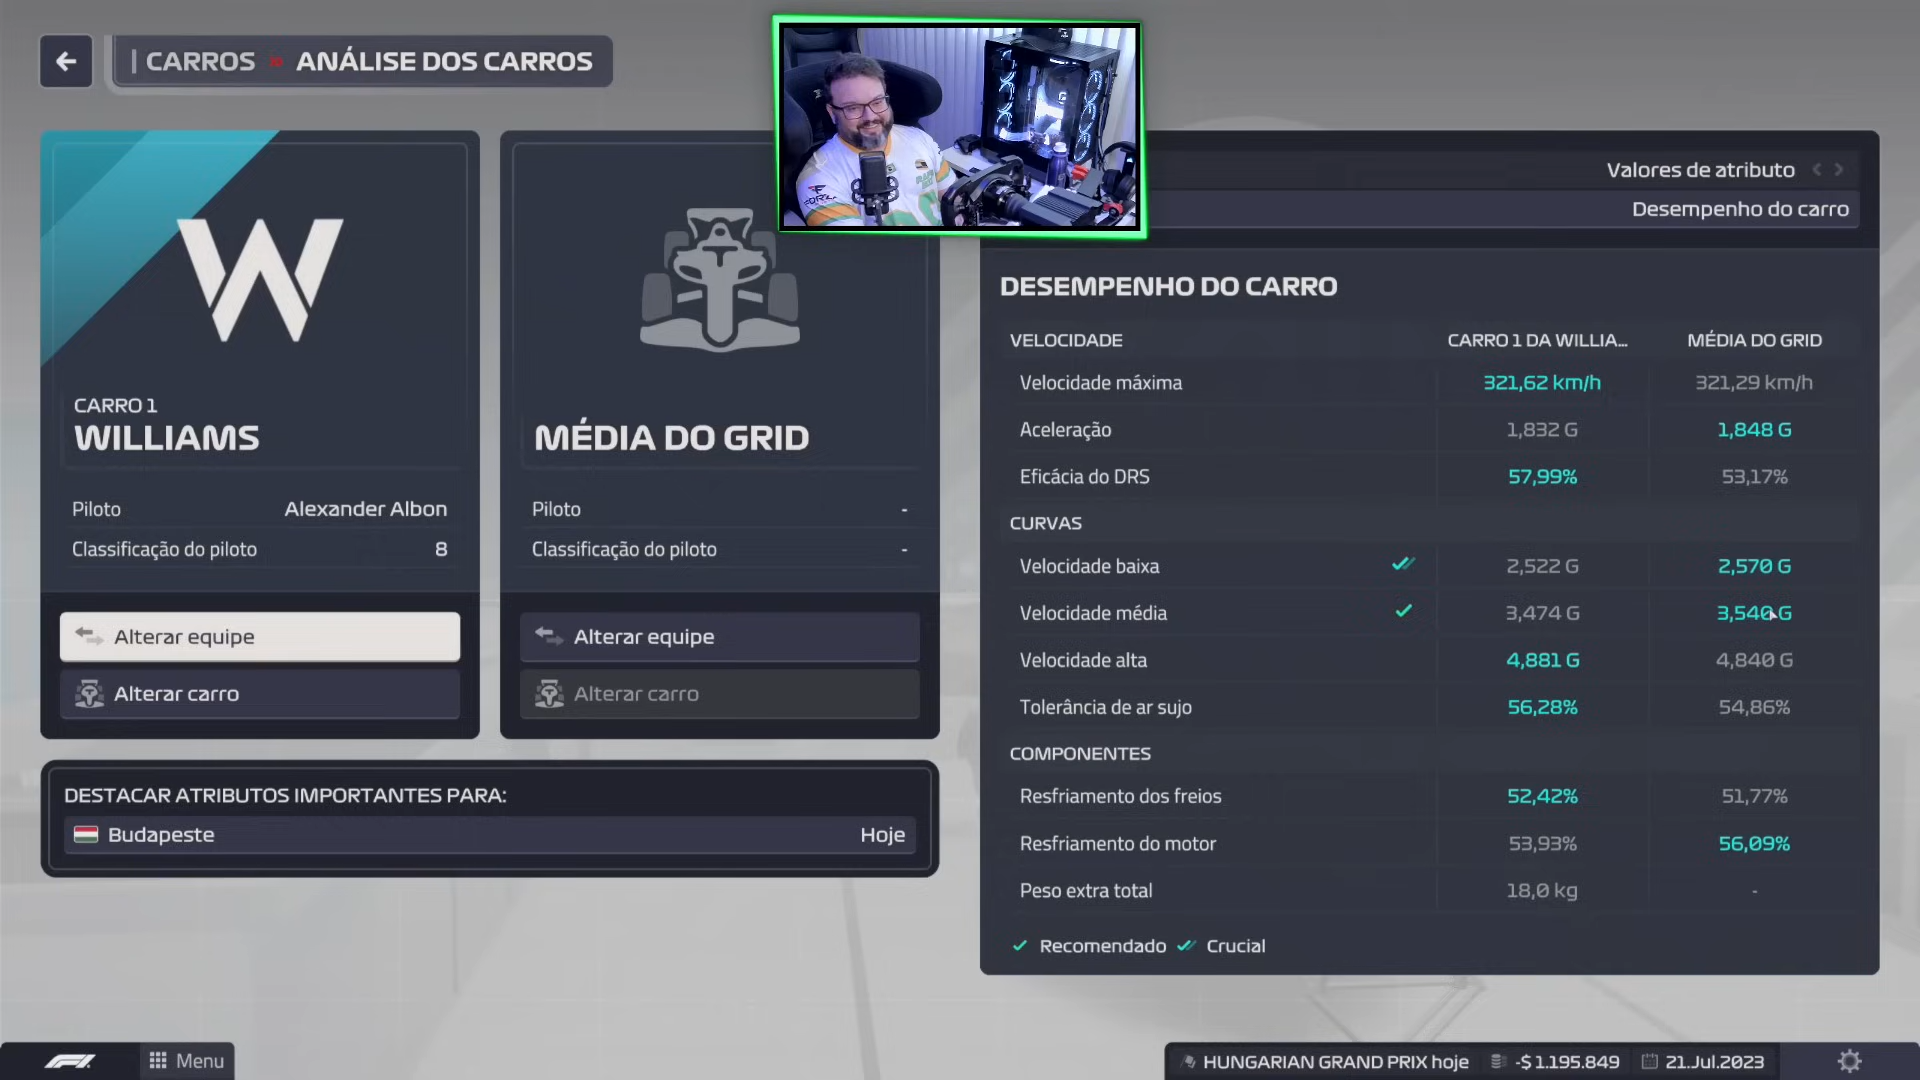 CARROS ANÁLISE DOS CARROS
W
CARRO 1
WILLIAMS
Piloto Alexander Albon
Classificação do piloto 8
Alterar equipe
Alterar carro
MÉDIA DO GRID
Piloto -
Classificação do piloto -
Alterar equipe
Alterar carro
DESTACAR ATRIBUTOS IMPORTANTES PARA:
Budapeste Hoje
Valores de atributo
Desempenho do carro
DESEMPENHO DO CARRO
VELOCIDADE CARRO 1 DA WILLIA... MÉDIA DO GRID
Velocidade máxima 321,62 km/h 321,29 km/h
Aceleração 1,832 G 1,848 G
Eficácia do DRS 57,99% 53,17%
CURVAS
Velocidade baixa 2,522 G 2,570 G
Velocidade média 3,474 G 3,540 G
Velocidade alta 4,881 G 4,840 G
Tolerância de ar sujo 56,28% 54,86%
COMPONENTES
Resfriamento dos freios 52,42% 51,77%
Resfriamento do motor 53,93% 56,09%
Peso extra total 18,0 kg -
Recomendado Crucial
F1 Menu
HUNGARIAN GRAND PRIX hoje -$ 1.195.849 21.Jul.2023